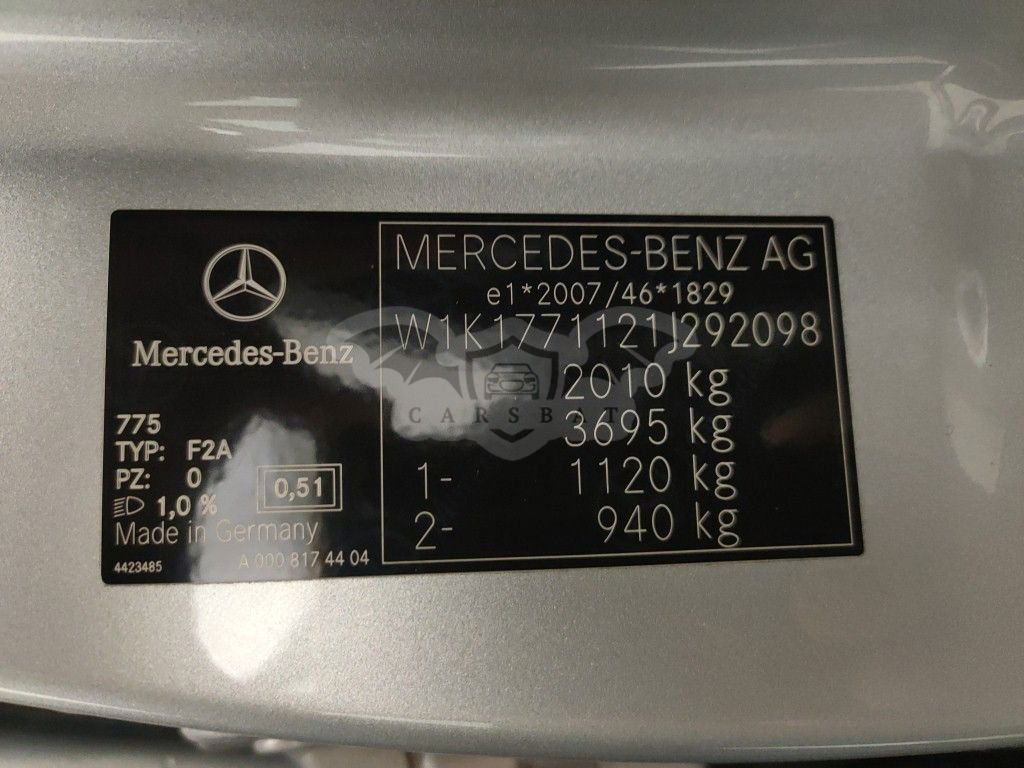 Mercedes-Benz
775
TYP: F2A
PZ: 0
1,0 %
0,51
Made in Germany
4423485
A 000 817 44 04
MERCEDES-BENZ AG
e1*2007/46*1829
W1K1771121J292098
2010 kg
3695 kg
1- 1120 kg
2- 940 kg
CARSBAT